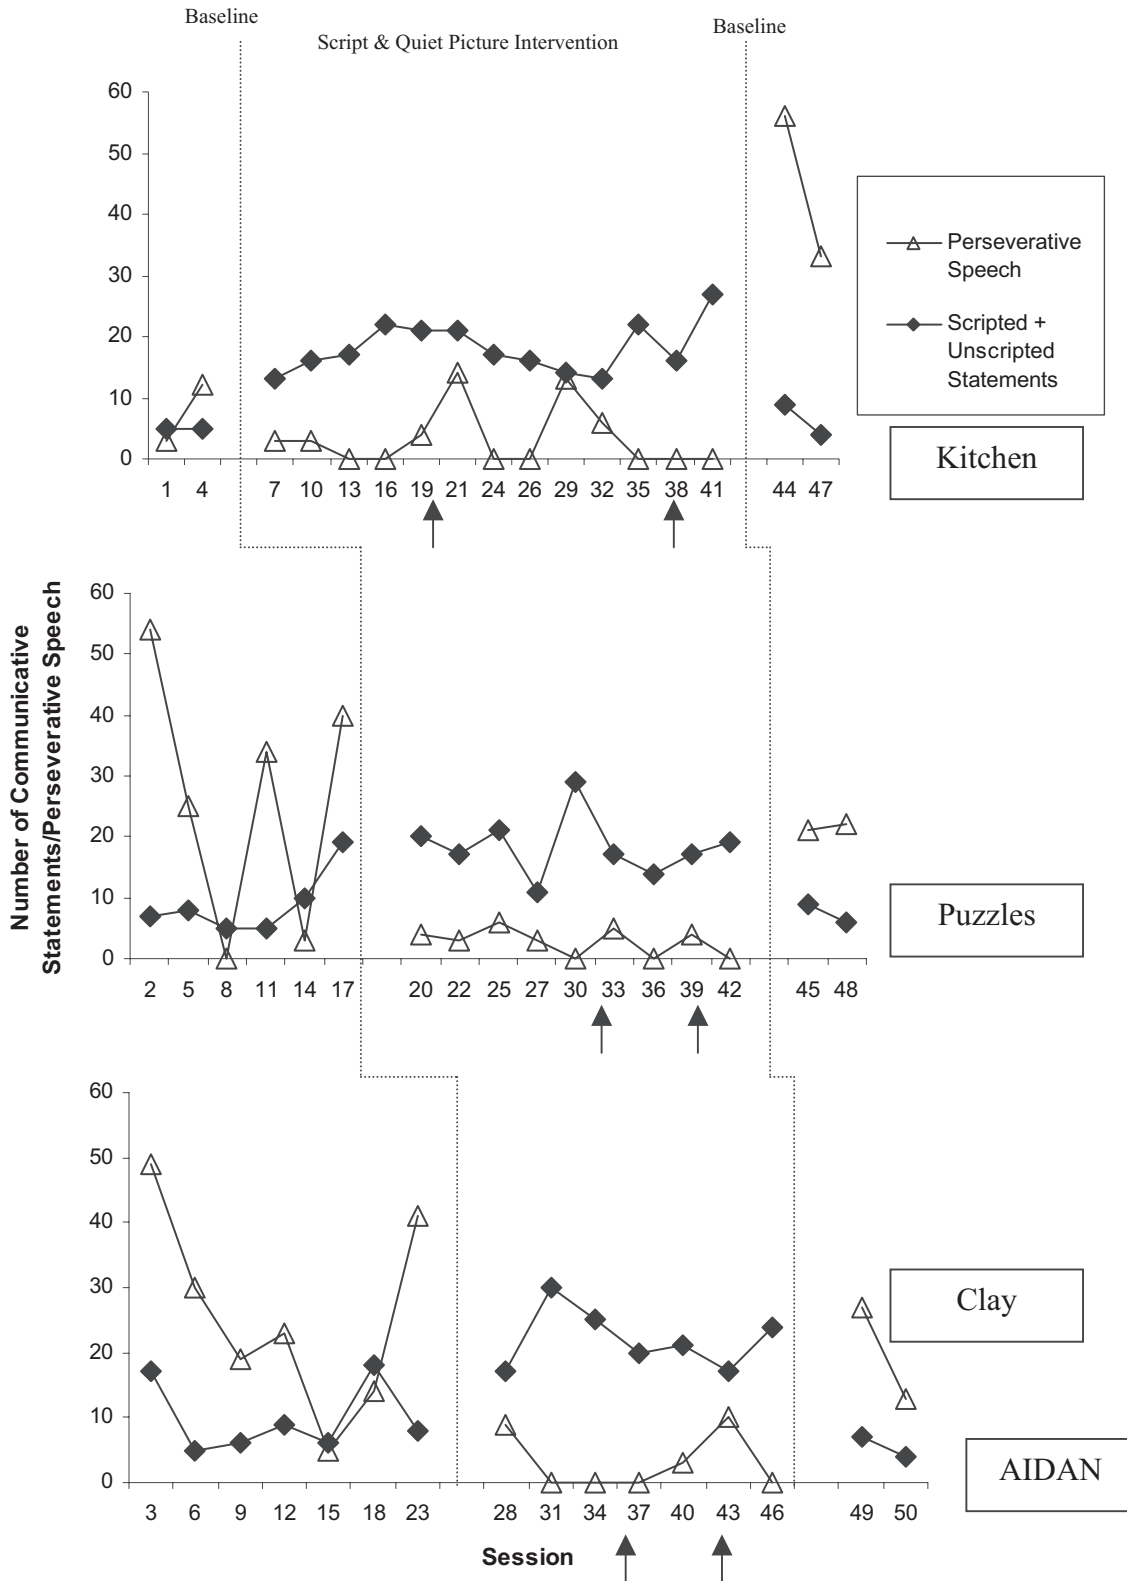 Baseline
Script & Quiet Picture Intervention
Baseline
60
50
40
30
20
10
0
1 4 7 10 13 16 19 21 24 26 29 32 35 38 41 44 47
Perseverative
Speech
Scripted +
Unscripted
Statements
Kitchen
Number of Communicative
Statements/Perseverative Speech
60
50
40
30
20
10
0
2 5 8 11 14 17 20 22 25 27 30 33 36 39 42 45 48
Puzzles
60
50
40
30
20
10
0
3 6 9 12 15 18 23 28 31 34 37 40 43 46 49 50
Clay
AIDAN
Session